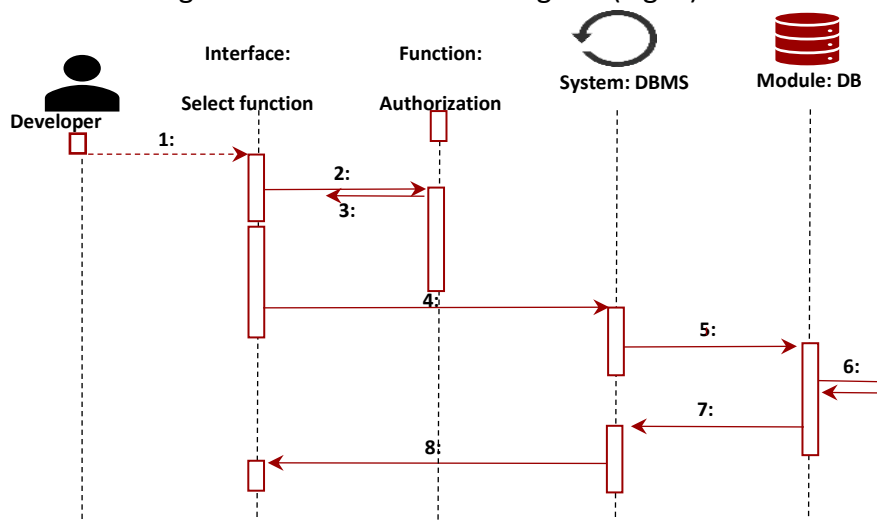 Interface:
Function:
System: DBMS
Module: DB
Select function
Authorization
Developer
1:
2:
3:
4:
5:
6:
7:
8: